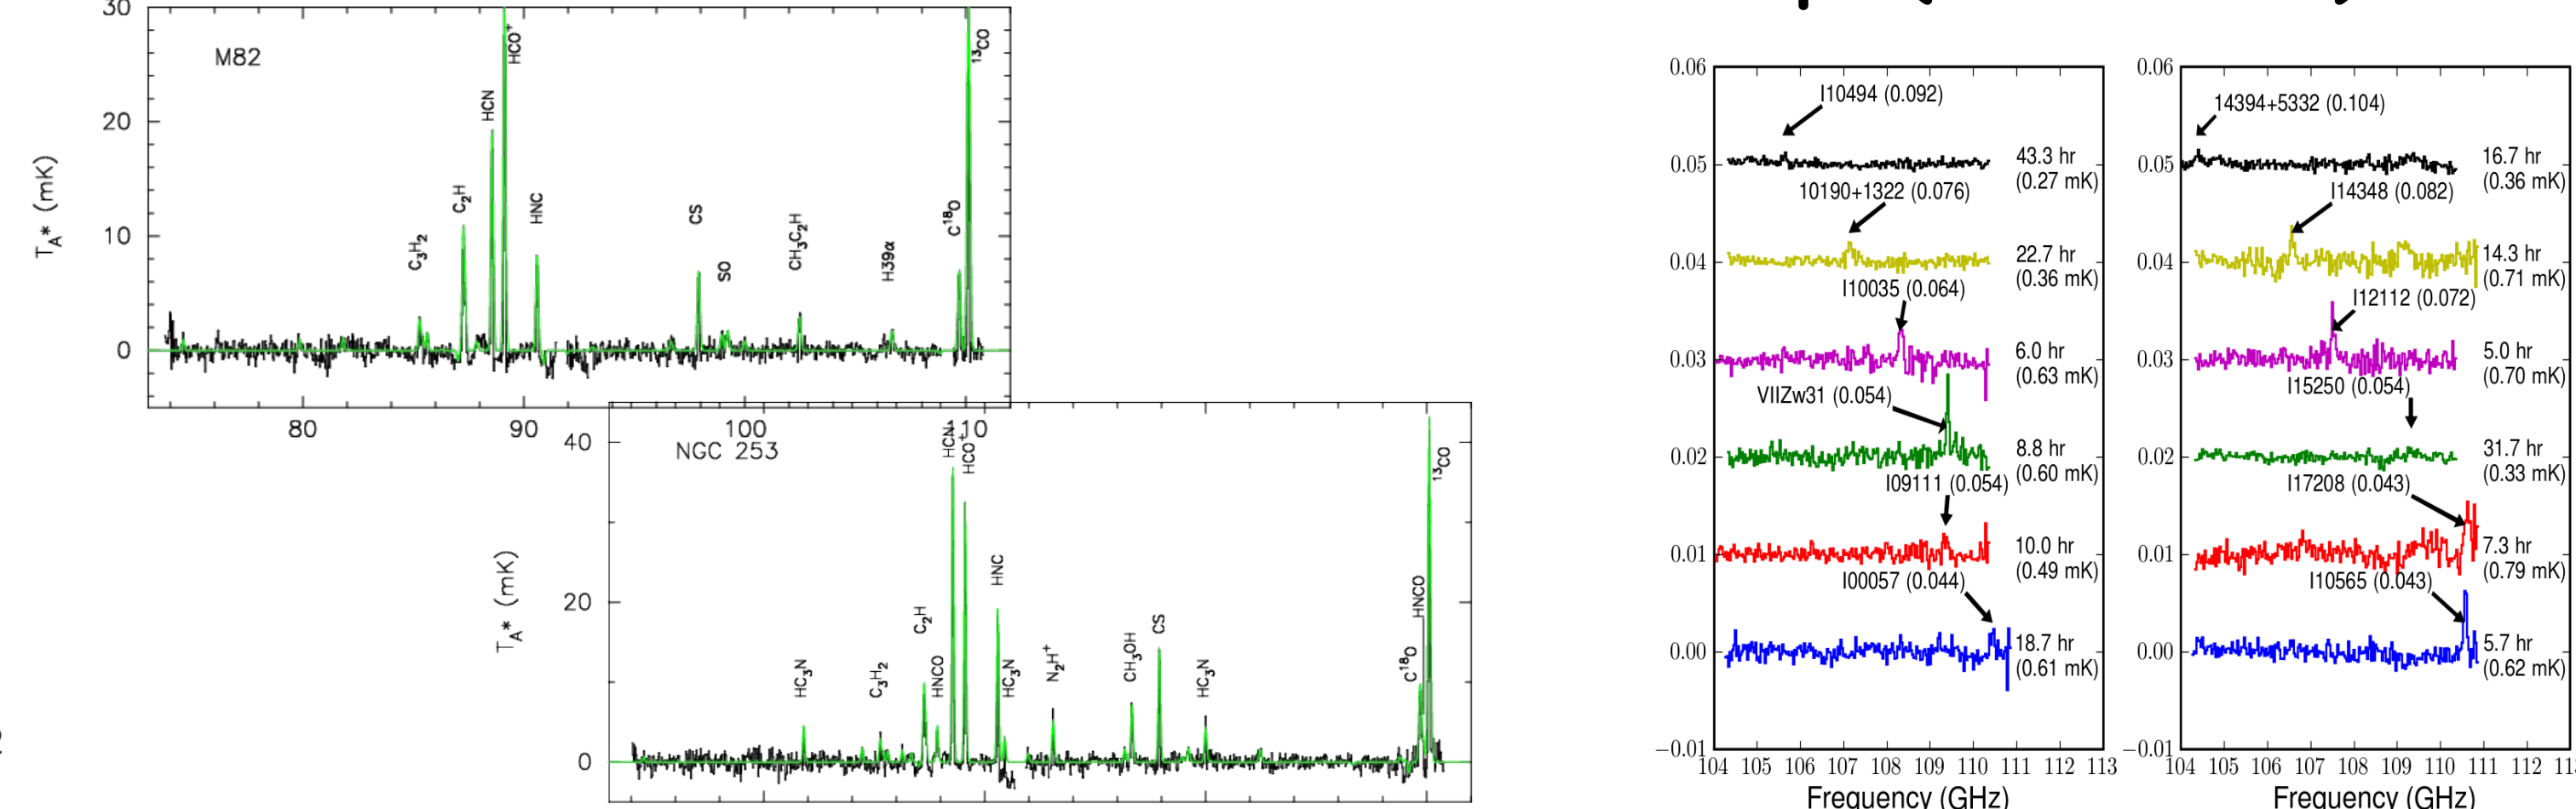 30
20
10
0
T_A* (mK)
M82
C₃H₂
C₂H
HCN
HCO⁺
HNC
CS
SO
CH₃C₂H
H39α
C¹⁸O
¹³CO
80 90 100 110
40
20
0
T_A* (mK)
NGC 253
HC₃N
C₃H₂
C₂H
HNCO
HCN
HCO⁺
HNC
HC₃N
N₂H⁺
CH₃OH
CS
HC₃N
C¹⁸O
HNCO
¹³CO
0.06
0.05
0.04
0.03
0.02
0.01
0.00
−0.01
I10494 (0.092)
43.3 hr
(0.27 mK)
10190+1322 (0.076)
22.7 hr
(0.36 mK)
I10035 (0.064)
6.0 hr
(0.63 mK)
VIIZw31 (0.054)
8.8 hr
(0.60 mK)
I09111 (0.054)
10.0 hr
(0.49 mK)
I00057 (0.044)
18.7 hr
(0.61 mK)
104 105 106 107 108 109 110 111 112 113
Frequency (GHz)
0.06
0.05
0.04
0.03
0.02
0.01
0.00
−0.01
14394+5332 (0.104)
16.7 hr
(0.36 mK)
I14348 (0.082)
14.3 hr
(0.71 mK)
I12112 (0.072)
5.0 hr
(0.70 mK)
I15250 (0.054)
31.7 hr
(0.33 mK)
I17208 (0.043)
7.3 hr
(0.79 mK)
I10565 (0.043)
5.7 hr
(0.62 mK)
104 105 106 107 108 109 110 111 112
Frequency (GHz)